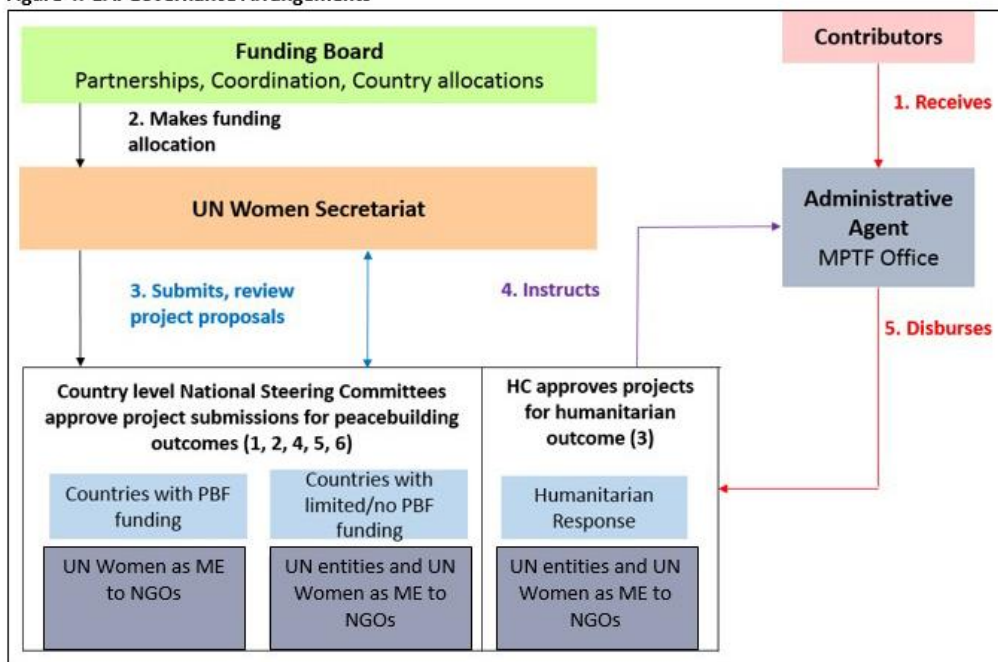 Funding Board
Partnerships, Coordination, Country allocations
Contributors
2. Makes funding
allocation
1. Receives
UN Women Secretariat
Administrative
Agent
MPTF Office
3. Submits, review
project proposals
4. Instructs
5. Disburses
Country level National Steering Committees
approve project submissions for peacebuilding
outcomes (1, 2, 4, 5, 6)
HC approves projects
for humanitarian
outcome (3)
Countries with PBF
funding
Countries with
limited/no PBF
funding
Humanitarian
Response
UN Women as ME
to NGOs
UN entities and UN
Women as ME to
NGOs
UN entities and UN
Women as ME to
NGOs